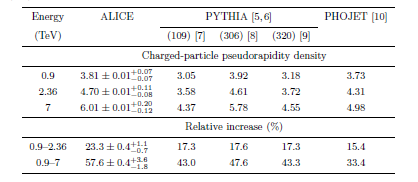 Energy ALICE PYTHIA [5,6] PHOJET [10]
(TeV) (109) [7] (306) [8] (320) [9]
Charged-particle pseudorapidity density
0.9 3.81 ± 0.01 +0.07 −0.07 3.05 3.92 3.18 3.73
2.36 4.70 ± 0.01 +0.11 −0.08 3.58 4.61 3.72 4.31
7 6.01 ± 0.01 +0.20 −0.12 4.37 5.78 4.55 4.98
Relative increase (%)
0.9–2.36 23.3 ± 0.4 +1.1 −0.7 17.3 17.6 17.3 15.4
0.9–7 57.6 ± 0.4 +3.6 −1.8 43.0 47.6 43.3 33.4